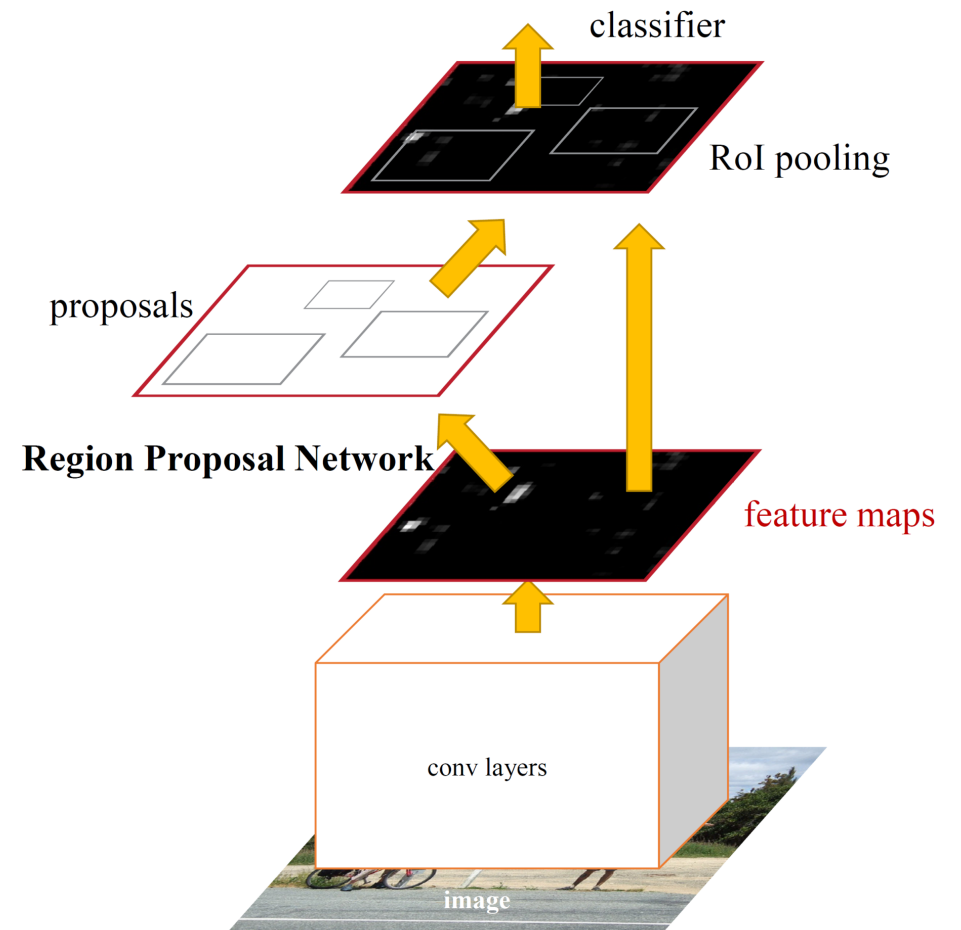 classifier
RoI pooling
proposals
Region Proposal Network
feature maps
conv layers
image